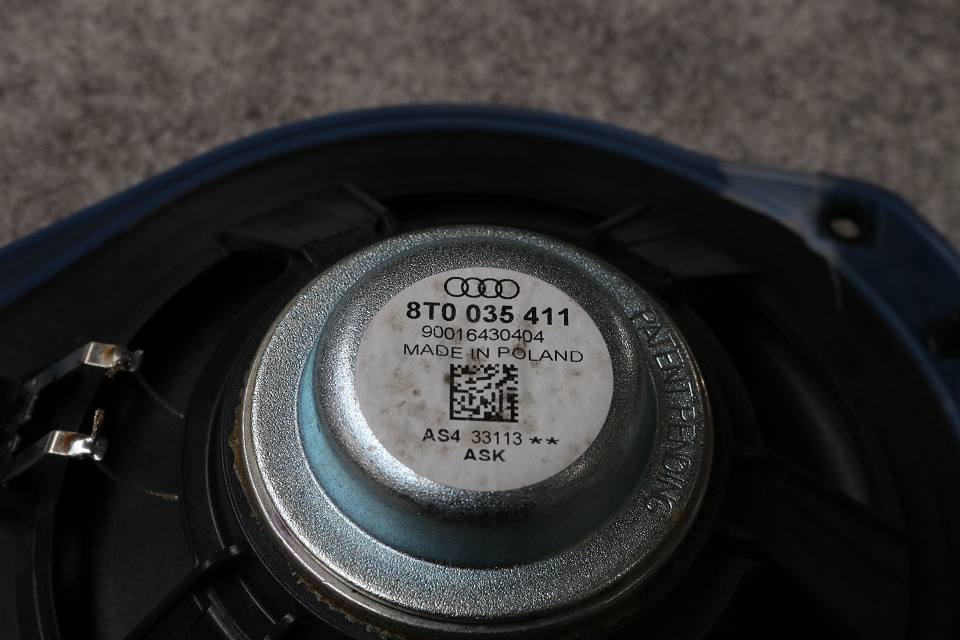 8T0 035 411
90016430404
MADE IN POLAND
AS4 33113 **
ASK
PATENT PENDING